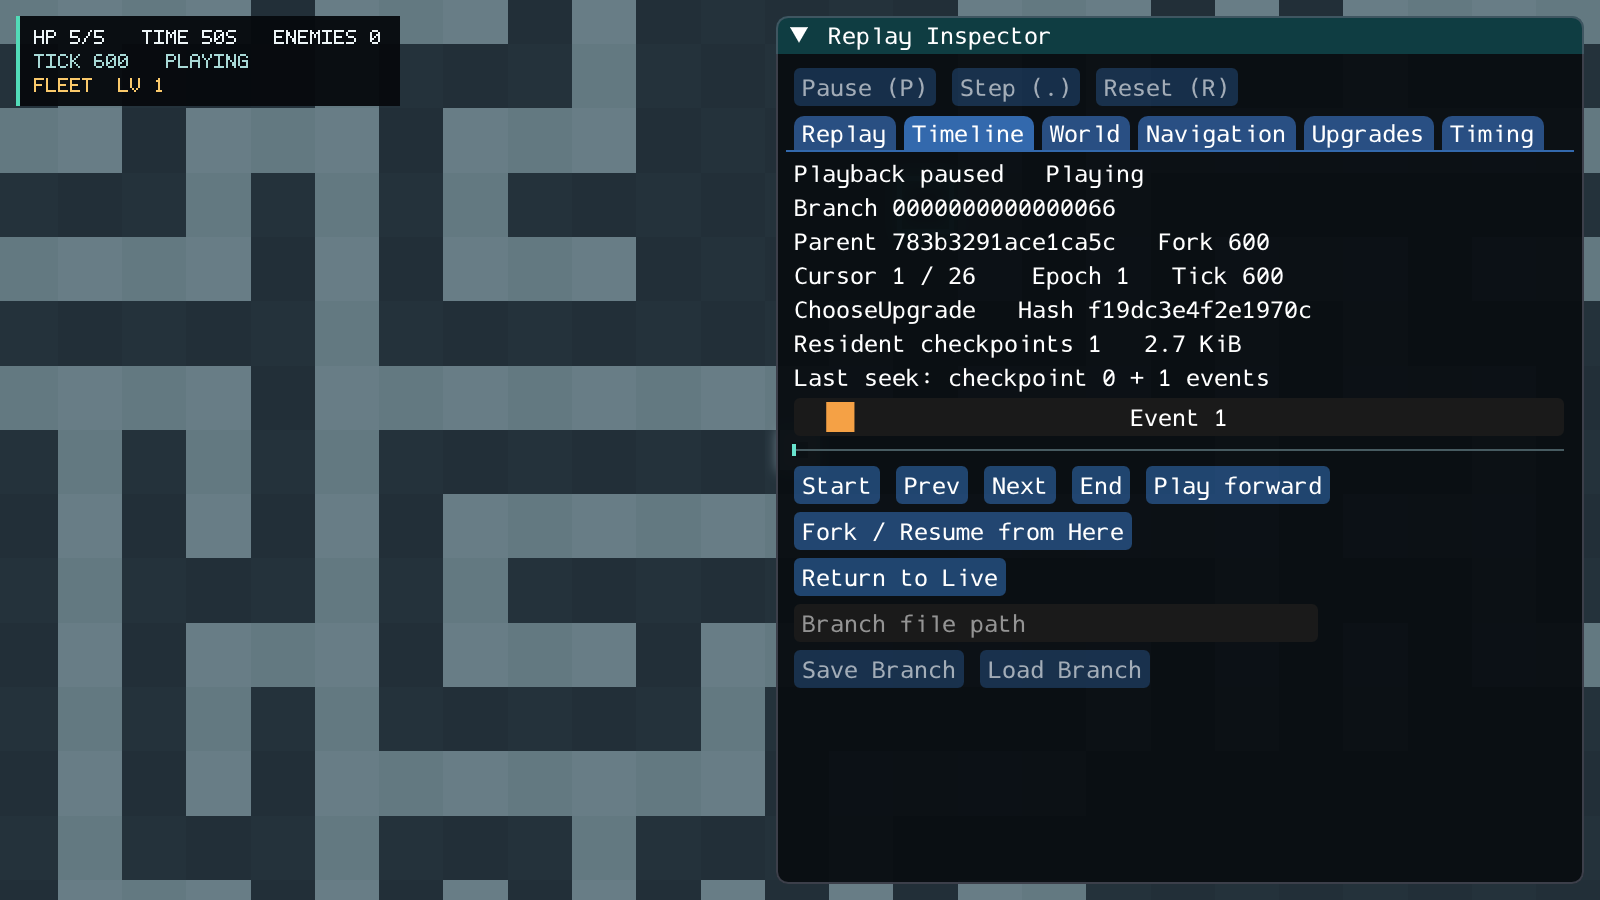 HP 5/5 TIME 50S ENEMIES 0
TICK 600 PLAYING
FLEET LV 1
Replay Inspector
Pause (P) Step (.) Reset (R)
Replay Timeline World Navigation Upgrades Timing
Playback paused Playing
Branch 0000000000000066
Parent 783b3291ace1ca5c Fork 600
Cursor 1 / 26 Epoch 1 Tick 600
ChooseUpgrade Hash f19dc3e4f2e1970c
Resident checkpoints 1 2.7 KiB
Last seek: checkpoint 0 + 1 events
Event 1
Start Prev Next End Play forward
Fork / Resume from Here
Return to Live
Branch file path
Save Branch Load Branch